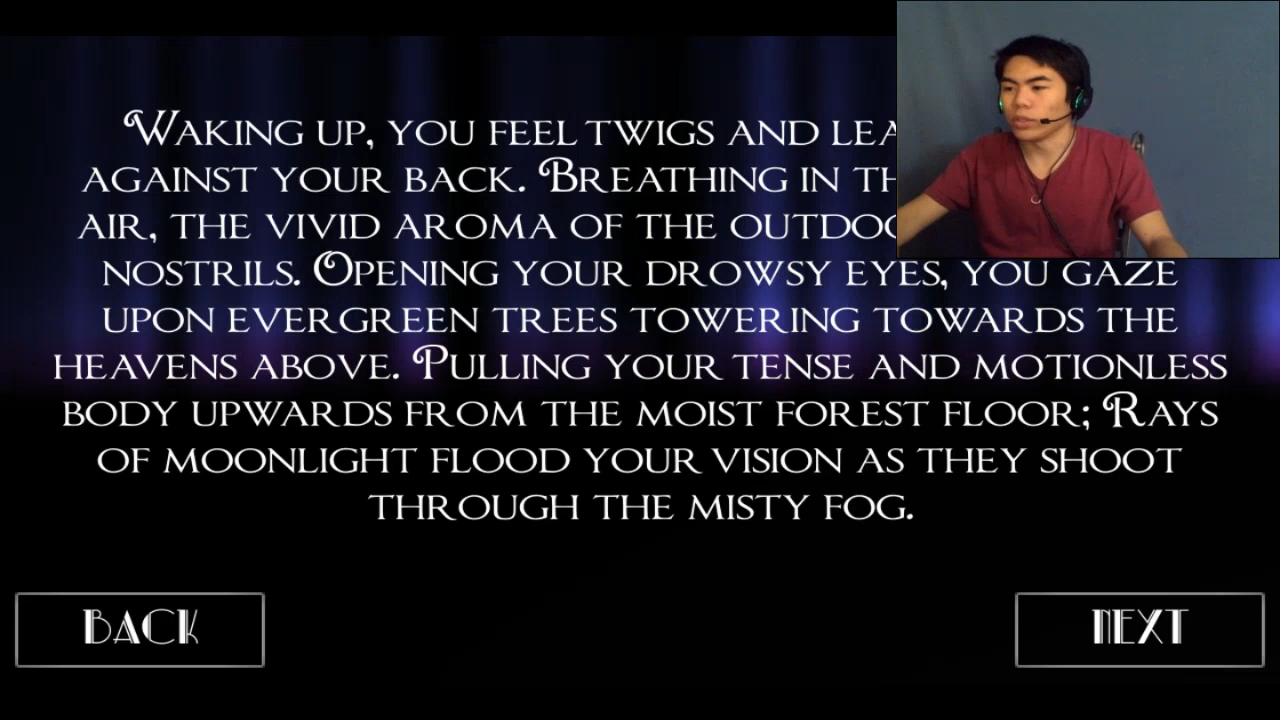 Waking up, you feel twigs and
against your back. Breathing in
air, the vivid aroma of the
nostrils. Opening your drowsy eyes, you gaze
upon evergreen trees towering towards the
heavens above. Pulling your tense and motionless
body upwards from the moist forest floor; Rays
of moonlight flood your vision as they shoot
through the misty fog.
BACK
NEXT